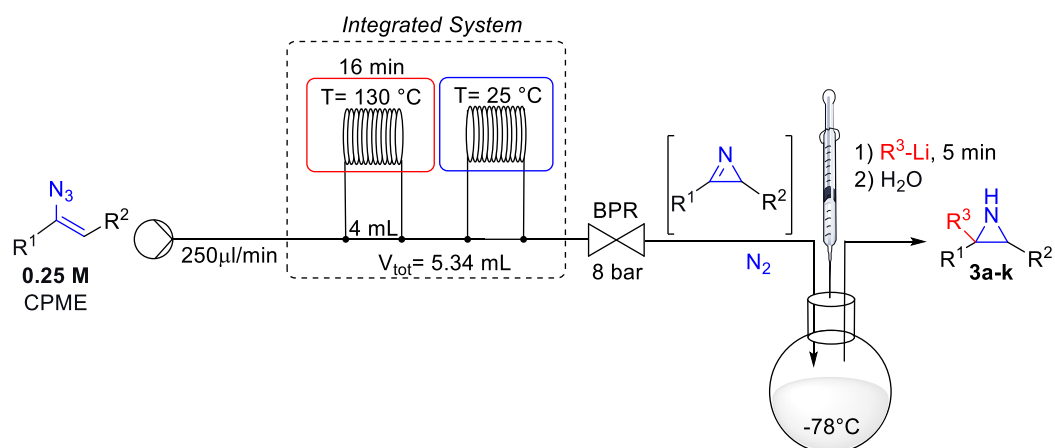 Integrated System
16 min
T= 130 °C
T= 25 °C
N3
R1
R2
0.25 M
CPME
250µl/min
4 mL
Vtot= 5.34 mL
BPR
8 bar
N
R1
R2
N2
1) R3-Li, 5 min
2) H2O
-78°C
H
N
R3
R1
R2
3a-k